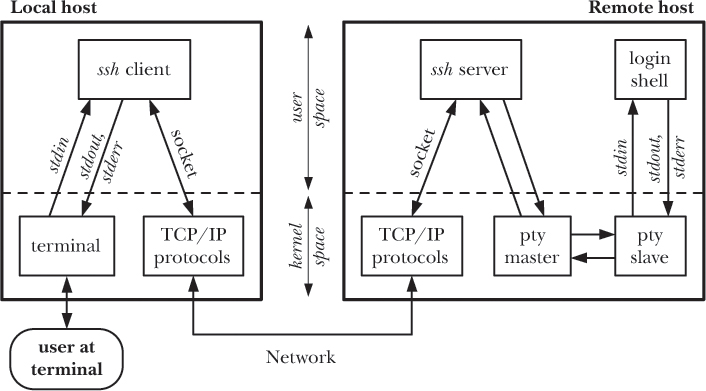 Local host
Remote host
ssh client
ssh server
login
shell
user
space
stdin
stdout,
stderr
socket
socket
stdin
stdout,
stderr
kernel
space
terminal
TCP/IP
protocols
TCP/IP
protocols
pty
master
pty
slave
user at
terminal
Network